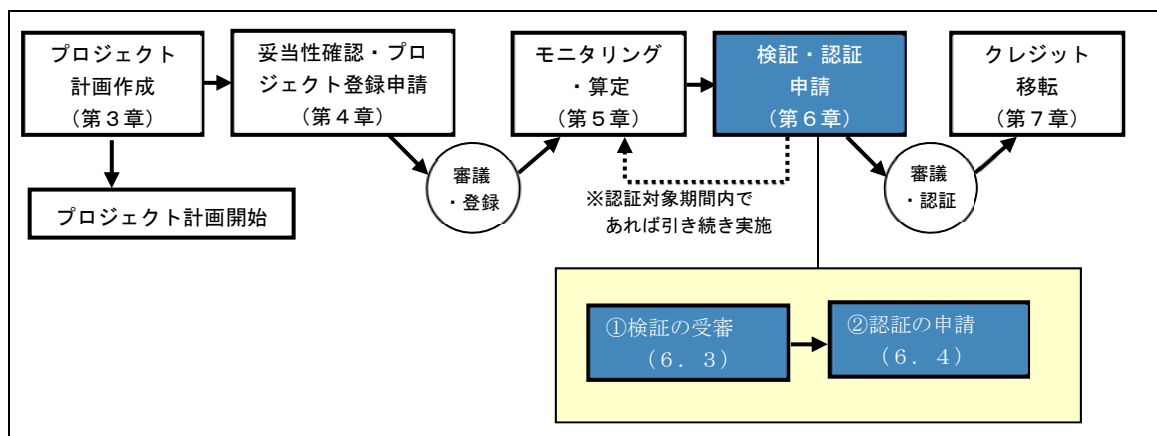 プロジェクト
計画作成
（第３章）
妥当性確認・プロ
ジェクト登録申請
（第４章）
モニタリング
・算定
（第５章）
検証・認証
申請
（第６章）
クレジット
移転
（第７章）
審議
・登録
審議
・認証
プロジェクト計画開始
※認証対象期間内で
あれば引き続き実施
①検証の受審
（６．３）
②認証の申請
（６．４）